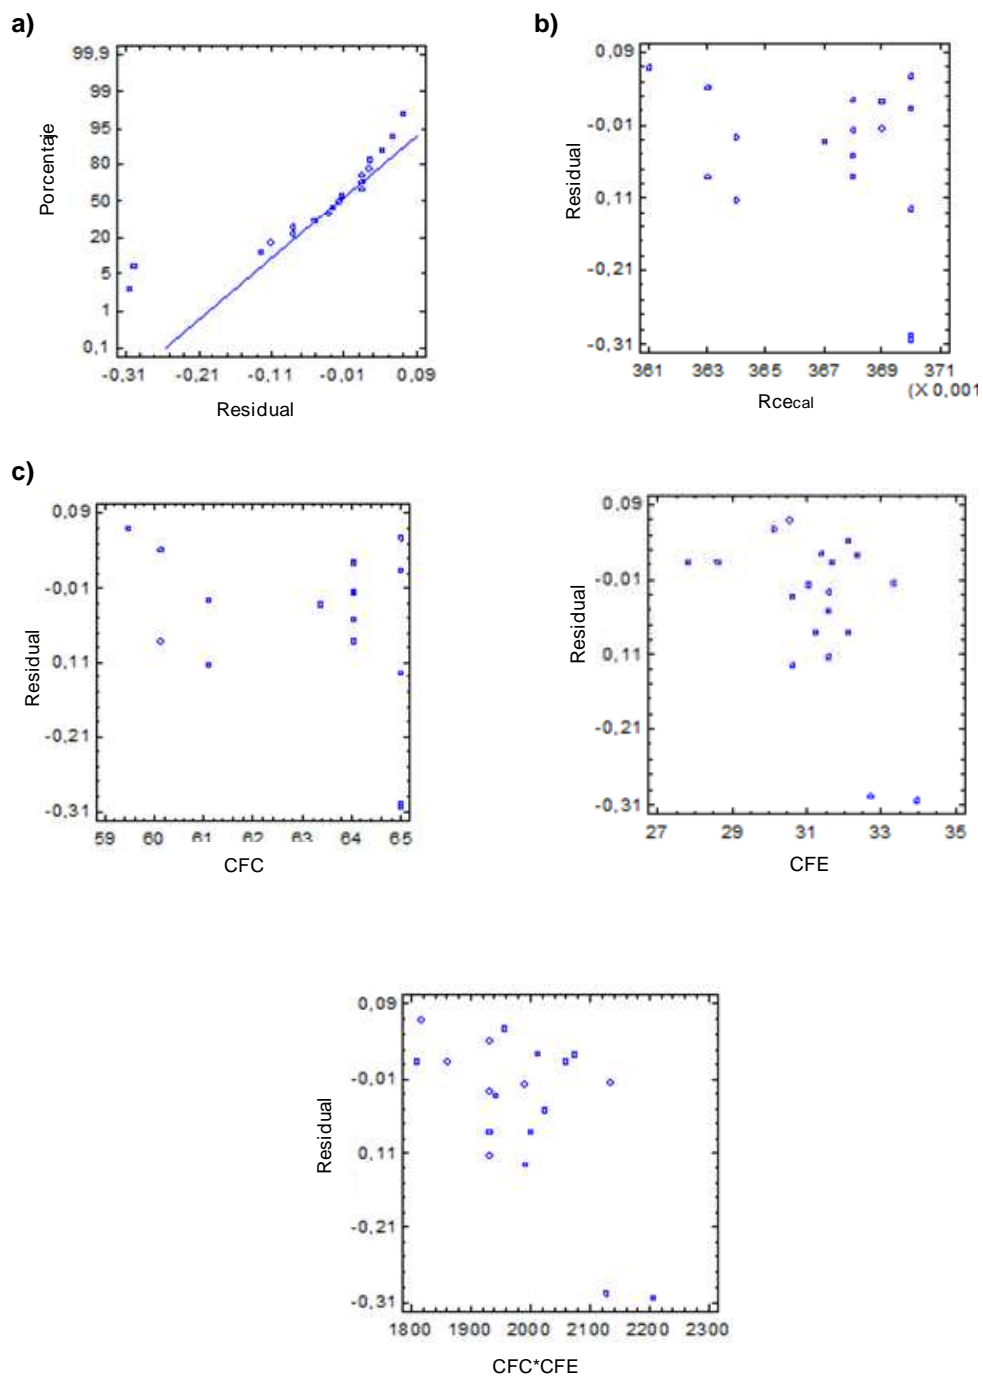 a)
99,9
99
95
80
50
20
5
1
0,1
Porcentaje
-0,31 -0,21 -0,11 -0,01 0,09
Residual
b)
0,09
-0,01
0,11
-0,21
-0,31
Residual
361 363 365 367 369 371
(X 0,001
Rcecal
c)
0,09
-0,01
0,11
-0,21
-0,31
Residual
59 60 61 62 63 64 65
CFC
0,09
-0,01
0,11
-0,21
-0,31
Residual
27 29 31 33 35
CFE
0,09
-0,01
0,11
-0,21
-0,31
Residual
1800 1900 2000 2100 2200 2300
CFC*CFE